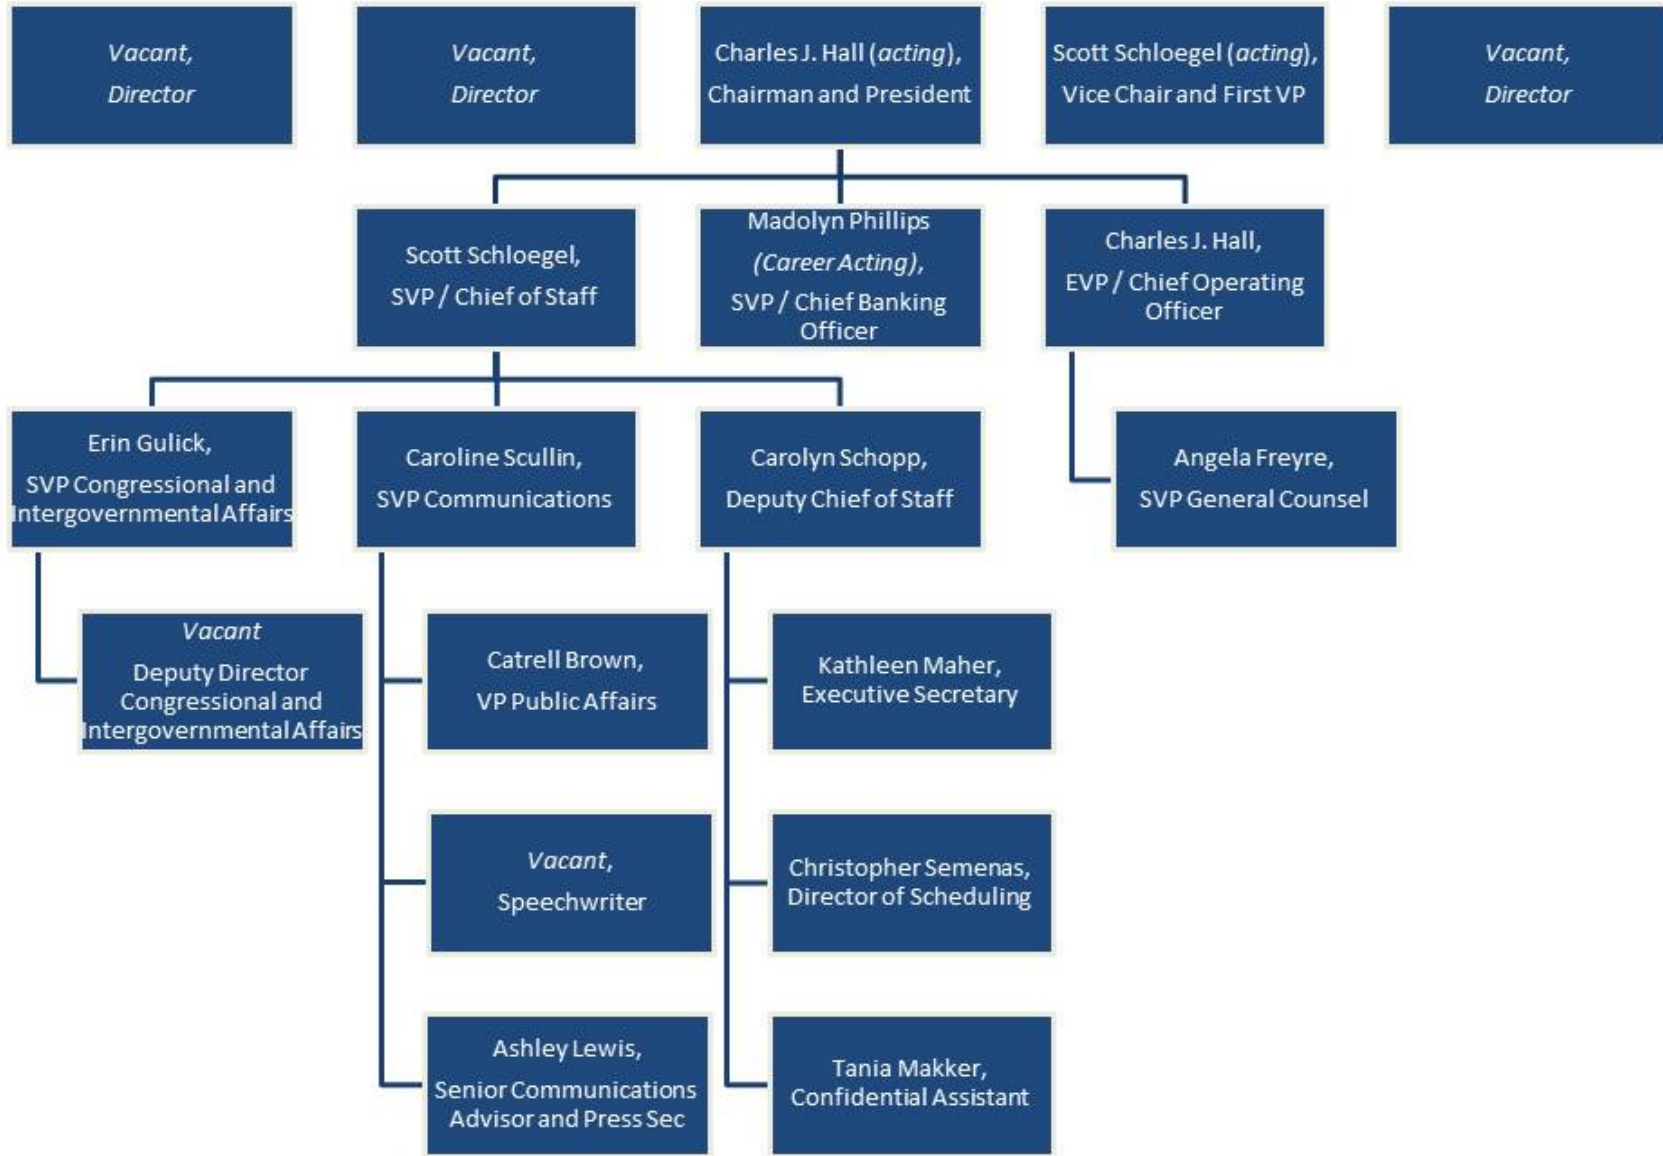 Vacant,
Director
Vacant,
Director
Charles J. Hall (acting),
Chairman and President
Scott Schloegel (acting),
Vice Chair and First VP
Vacant,
Director
Scott Schloegel,
SVP / Chief of Staff
Madolyn Phillips
(Career Acting),
SVP / Chief Banking
Officer
Charles J. Hall,
EVP / Chief Operating
Officer
Erin Gulick,
SVP Congressional and
Intergovernmental Affairs
Caroline Scullin,
SVP Communications
Carolyn Schopp,
Deputy Chief of Staff
Angela Freyre,
SVP General Counsel
Vacant
Deputy Director
Congressional and
Intergovernmental Affairs
Catrell Brown,
VP Public Affairs
Kathleen Maher,
Executive Secretary
Vacant,
Speechwriter
Christopher Semenas,
Director of Scheduling
Ashley Lewis,
Senior Communications
Advisor and Press Sec
Tania Makker,
Confidential Assistant